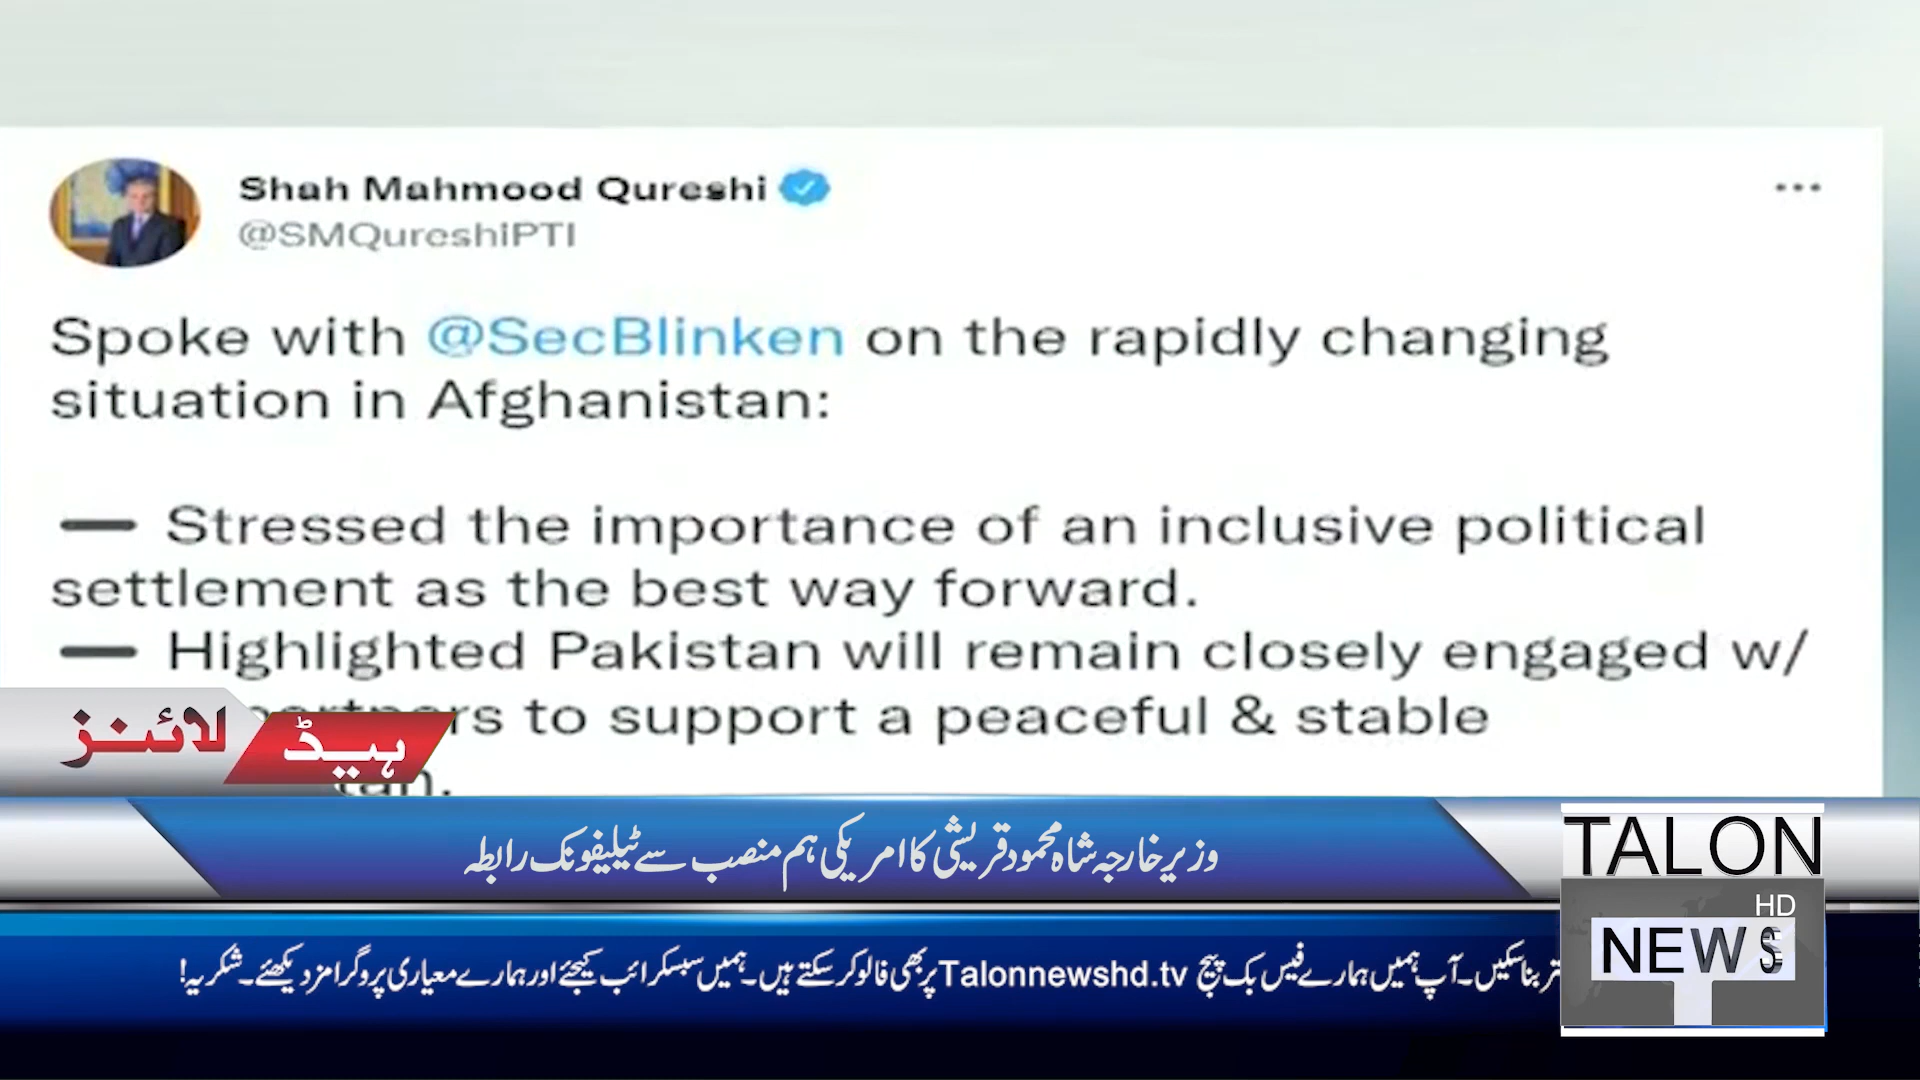 Shah Mahmood Qureshi
@SMQureshiPTI
Spoke with @SecBlinken on the rapidly changing
situation in Afghanistan:
— Stressed the importance of an inclusive political
settlement as the best way forward.
— Highlighted Pakistan will remain closely engaged w/
to support a peaceful & stable
ہیڈ لائنز
وزیر خارجہ شاہ محمود قریشی کا امریکی ہم منصب سے ٹیلیفونک رابطہ
TALON
HD
NEWS
بنا سکیں۔ آپ ہمیں ہمارے فیس بک پیج Talonnewshd.tv پر بھی فالو کر سکتے ہیں۔ ہمیں سبسکرائب کیجئے اور ہمارے معیاری پروگرامز دیکھئے۔ شکریہ!